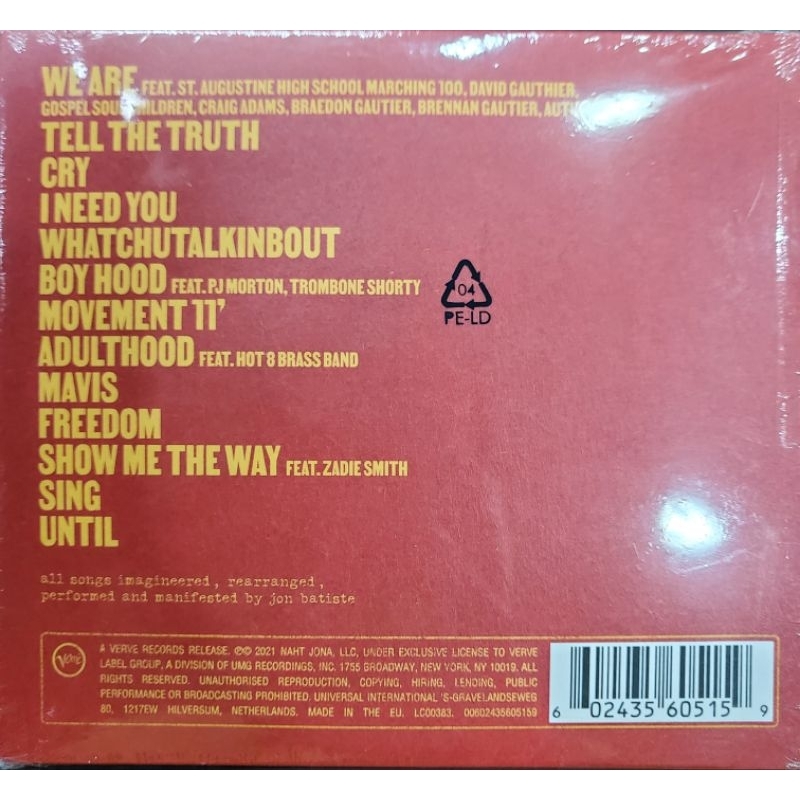 WE ARE FEAT. ST. AUGUSTINE HIGH SCHOOL MARCHING 100, DAVID GAUTHIER,
GOSPEL SOUL CHILDREN, CRAIG ADAMS, BRAEDON GAUTIER, BRENNAN GAUTIER,
TELL THE TRUTH
CRY
I NEED YOU
WHATCHUTALKINBOUT
BOY HOOD FEAT. PJ MORTON, TROMBONE SHORTY
MOVEMENT 11'
ADULTHOOD FEAT. HOT 8 BRASS BAND
MAVIS
FREEDOM
SHOW ME THE WAY FEAT. ZADIE SMITH
SING
UNTIL
04
PE-LD
all songs imagineered, rearranged,
performed and manifested by jon batiste
Verve
A VERVE RECORDS RELEASE. ℗© 2021 NAHT JONA, LLC, UNDER EXCLUSIVE LICENSE TO VERVE
LABEL GROUP, A DIVISION OF UMG RECORDINGS, INC. 1755 BROADWAY, NEW YORK, NY 10019. ALL
RIGHTS RESERVED. UNAUTHORISED REPRODUCTION, COPYING, HIRING, LENDING, PUBLIC
PERFORMANCE OR BROADCASTING PROHIBITED. UNIVERSAL INTERNATIONAL 'S-GRAVELANDSEWEG
80, 1217EW HILVERSUM, NETHERLANDS. MADE IN THE EU. LC00383. 00602435605159
6 02435 60515 9